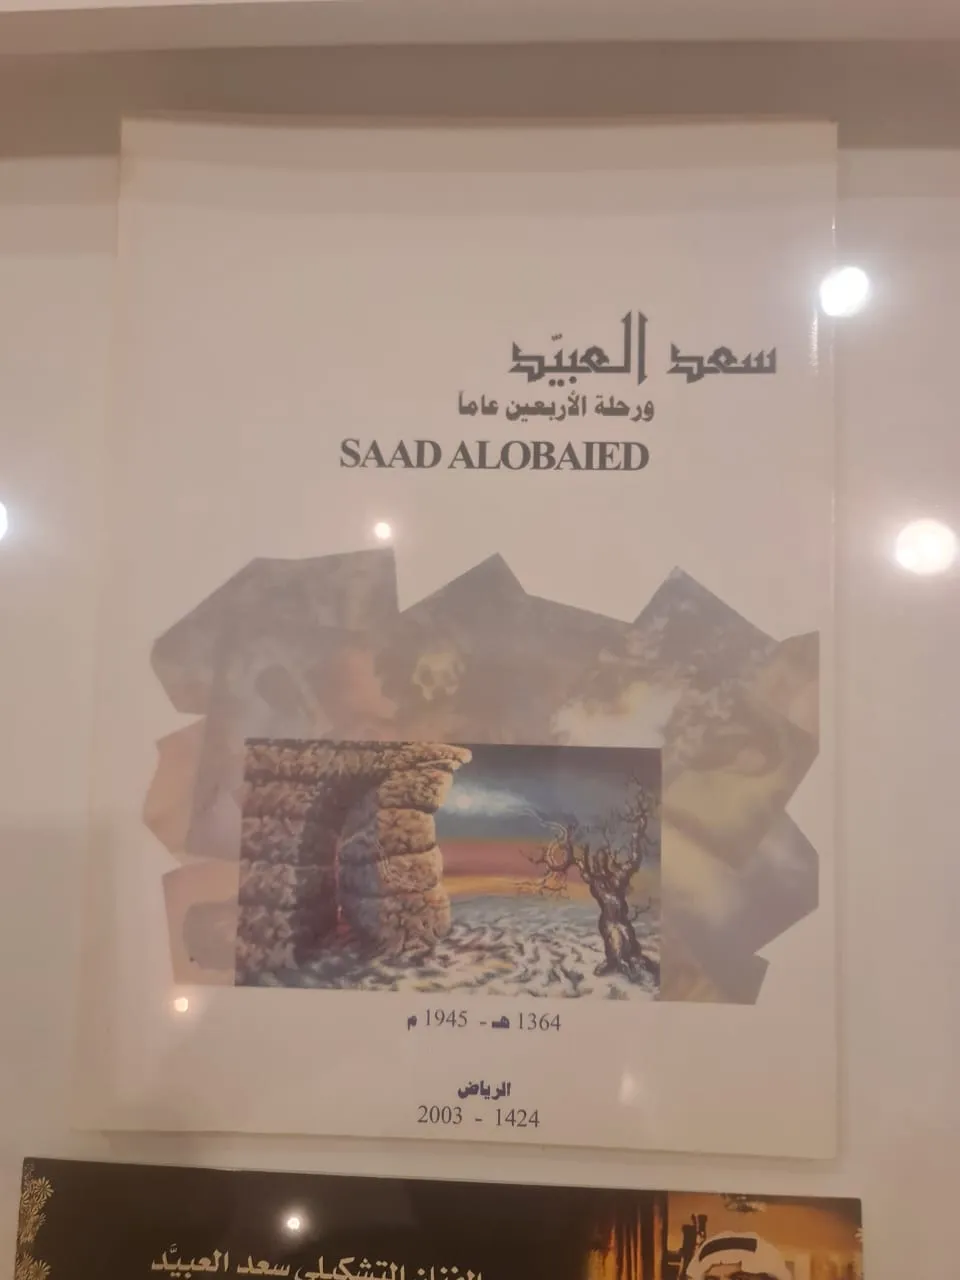 سعد العبيّد
ورحلة الأربعين عاماً
SAAD ALOBAIED
1364 هـ - 1945 م
الرياض
1424 - 2003
الفنان التشكيلي سعد العبيَّد